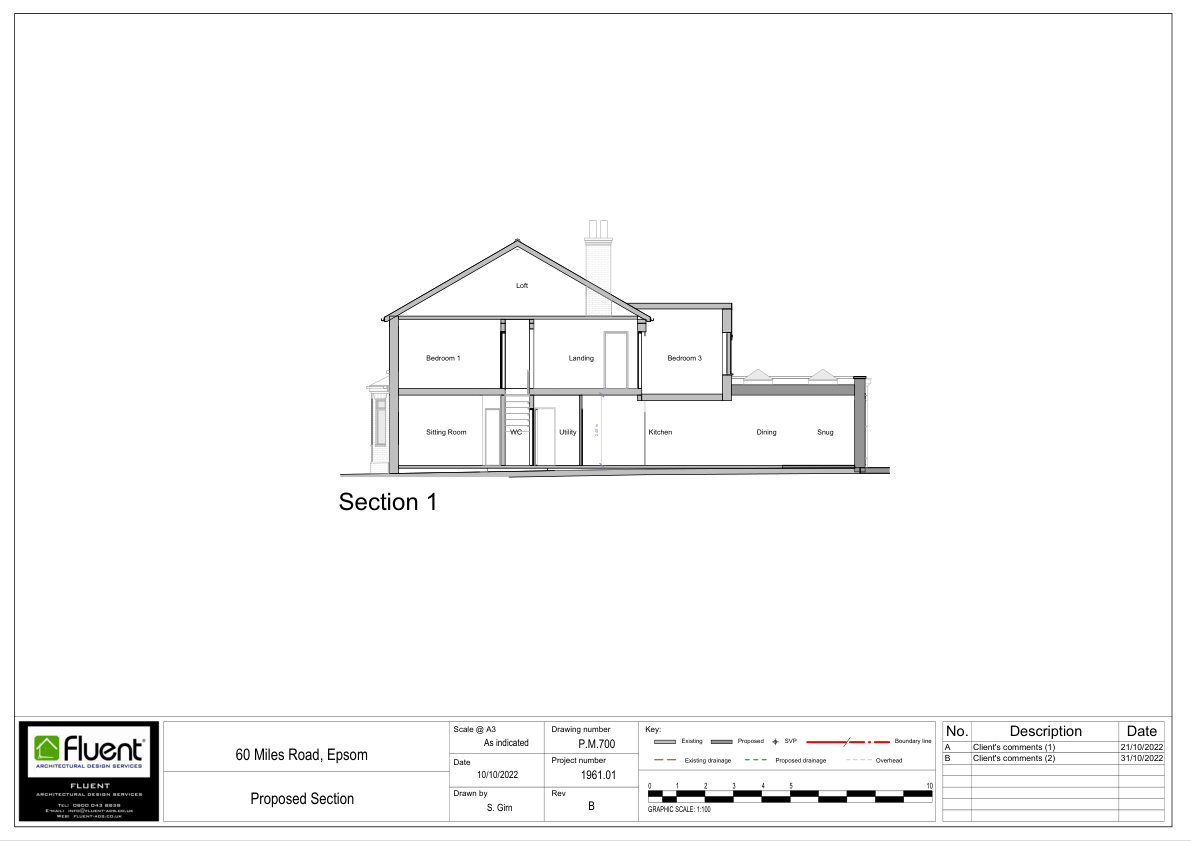 Loft
Bedroom 1
Landing
Bedroom 3
Sitting Room
WC
Utility
Kitchen
Dining
Snug
Section 1
Fluent®
ARCHITECTURAL DESIGN SERVICES
FLUENT
ARCHITECTURAL DESIGN SERVICES
TEL: 0800 043 8838
E-MAIL: INFO@FLUENT-ADS.CO.UK
WEB: FLUENT-ADS.CO.UK
60 Miles Road, Epsom
Proposed Section
Scale @ A3
As indicated
Date
10/10/2022
Drawn by
S. Girn
Drawing number
P.M.700
Project number
1961.01
Rev
B
Key:
Existing
Proposed
SVP
Boundary line
Existing drainage
Proposed drainage
Overhead
0 1 2 3 4 5 10
GRAPHIC SCALE: 1:100
No. Description Date
A Client's comments (1) 21/10/2022
B Client's comments (2) 31/10/2022